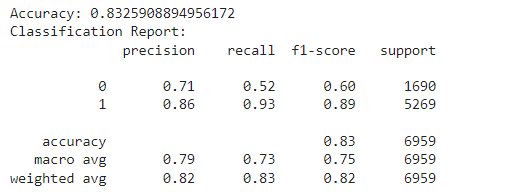 Accuracy: 0.8325908894956172
Classification Report:
precision recall f1-score support
0 0.71 0.52 0.60 1690
1 0.86 0.93 0.89 5269
accuracy 0.83 6959
macro avg 0.79 0.73 0.75 6959
weighted avg 0.82 0.83 0.82 6959